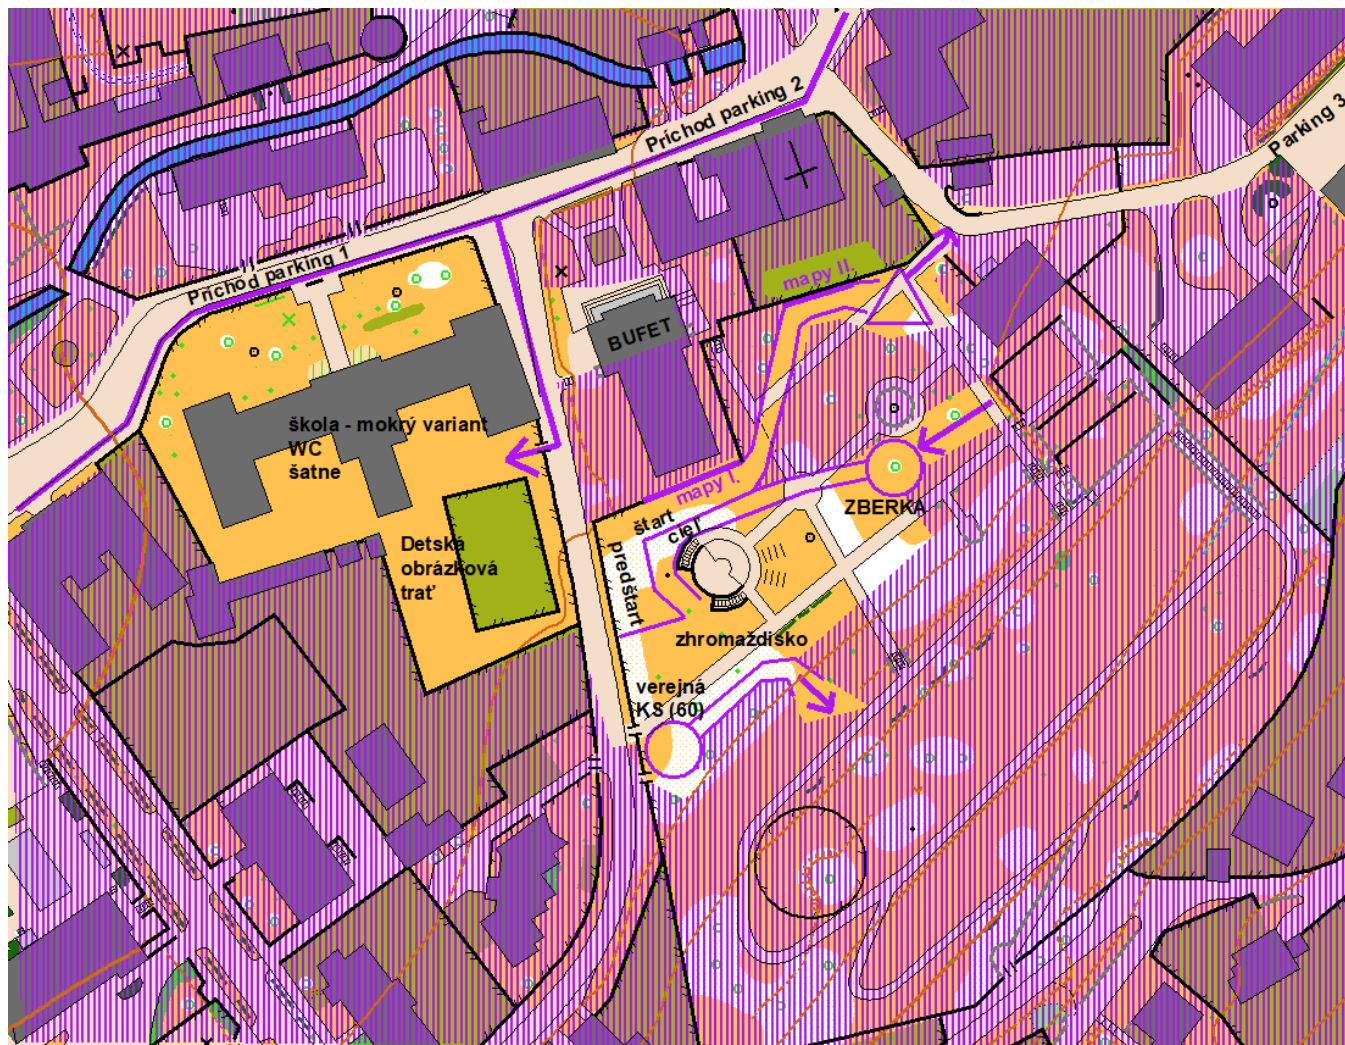 Príchod parking 2
Parking 3
Príchod parking 1
mapy II.
BUFET
škola - mokrý variant
WC
šatne
mapy I.
ZBERKA
štart
cieľ
predštart
Detská
obrázková
trať
zhromaždisko
verejná
KS (60)